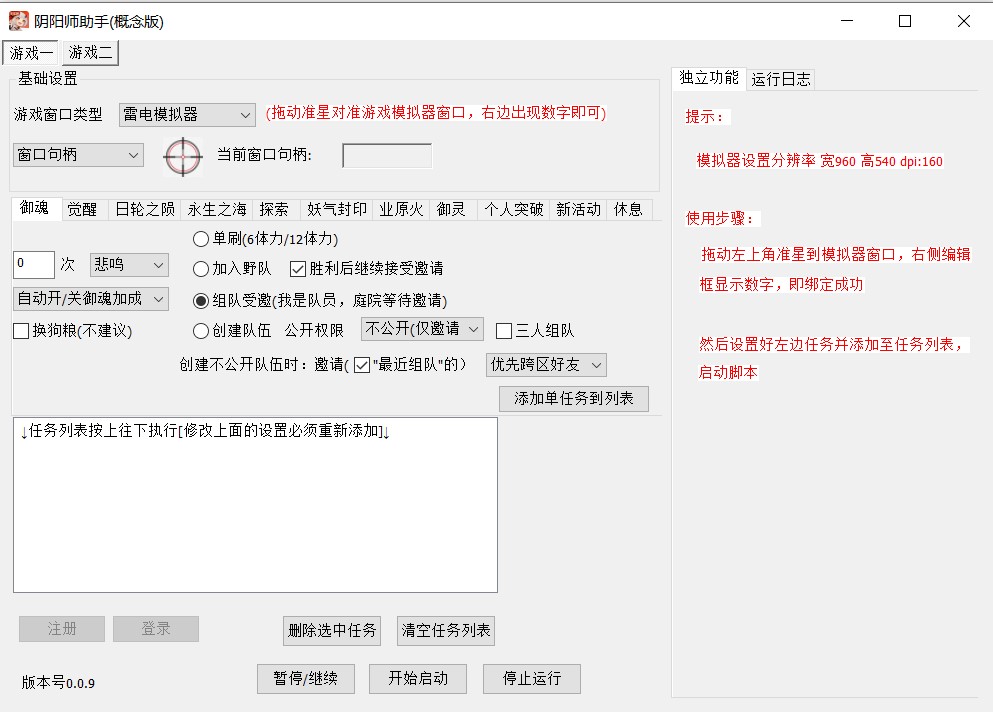 阴阳师助手(概念版)
游戏一 游戏二
基础设置
游戏窗口类型 雷电模拟器 (拖动准星对准游戏模拟器窗口，右边出现数字即可)
窗口句柄 当前窗口句柄:
御魂 觉醒 日轮之陨 永生之海 探索 妖气封印 业原火 御灵 个人突破 新活动 休息
单刷(6体力/12体力)
0 次 悲鸣 加入野队 胜利后继续接受邀请
自动开/关御魂加成 组队受邀(我是队员，庭院等待邀请)
换狗粮(不建议) 创建队伍 公开权限 不公开(仅邀请 三人组队
创建不公开队伍时：邀请( "最近组队"的） 优先跨区好友
添加单任务到列表
↓任务列表按上往下执行[修改上面的设置必须重新添加]↓
注册 登录 删除选中任务 清空任务列表
版本号0.0.9 暂停/继续 开始启动 停止运行
独立功能 运行日志
提示：
模拟器设置分辨率 宽960 高540 dpi:160
使用步骤：
拖动左上角准星到模拟器窗口，右侧编辑
框显示数字，即绑定成功
然后设置好左边任务并添加至任务列表，
启动脚本